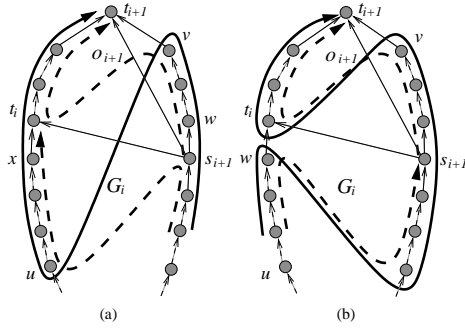 t_{i+1} t_{i+1}
v v
o_{i+1} o_{i+1}
t_i w t_i
x s_{i+1} w s_{i+1}
G_i G_i
u u
(a) (b)